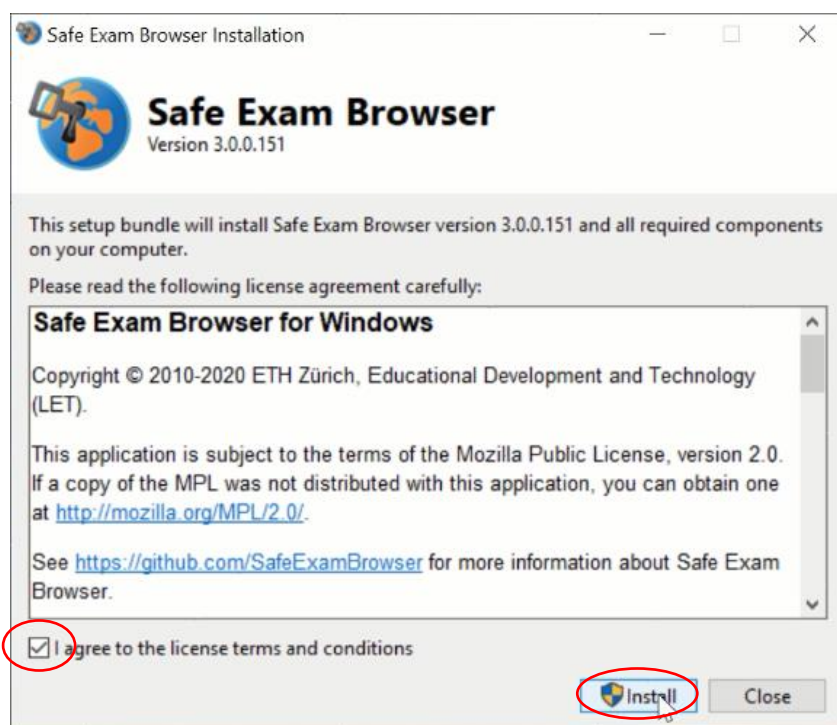 Safe Exam Browser Installation
Safe Exam Browser
Version 3.0.0.151
This setup bundle will install Safe Exam Browser version 3.0.0.151 and all required components
on your computer.
Please read the following license agreement carefully:
Safe Exam Browser for Windows
Copyright © 2010-2020 ETH Zürich, Educational Development and Technology
(LET).
This application is subject to the terms of the Mozilla Public License, version 2.0.
If a copy of the MPL was not distributed with this application, you can obtain one
at http://mozilla.org/MPL/2.0/.
See https://github.com/SafeExamBrowser for more information about Safe Exam
Browser.
I agree to the license terms and conditions
Install
Close